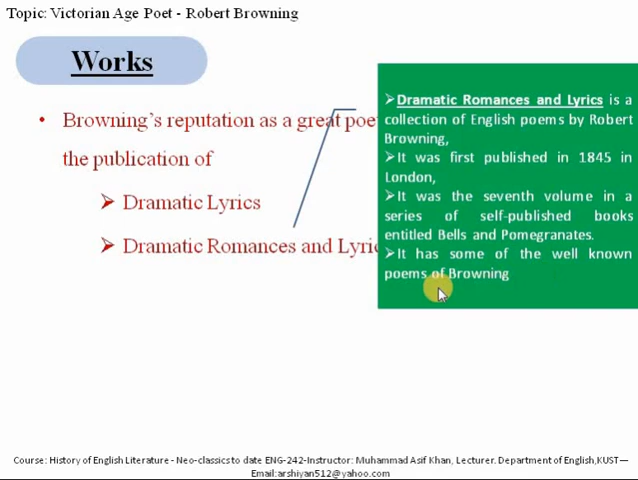 Topic: Victorian Age Poet - Robert Browning
Works
• Browning's reputation as a great poet
the publication of
➢ Dramatic Lyrics
➢ Dramatic Romances and Lyric
➢Dramatic Romances and Lyrics is a
collection of English poems by Robert
Browning,
➢It was first published in 1845 in
London,
➢It was the seventh volume in a
series of self-published books
entitled Bells and Pomegranates.
➢It has some of the well known
poems of Browning
Course: History of English Literature - Neo-classics to date ENG-242-Instructor: Muhammad Asif Khan, Lecturer. Department of English,KUST—
Email:arshiyan512@yahoo.com